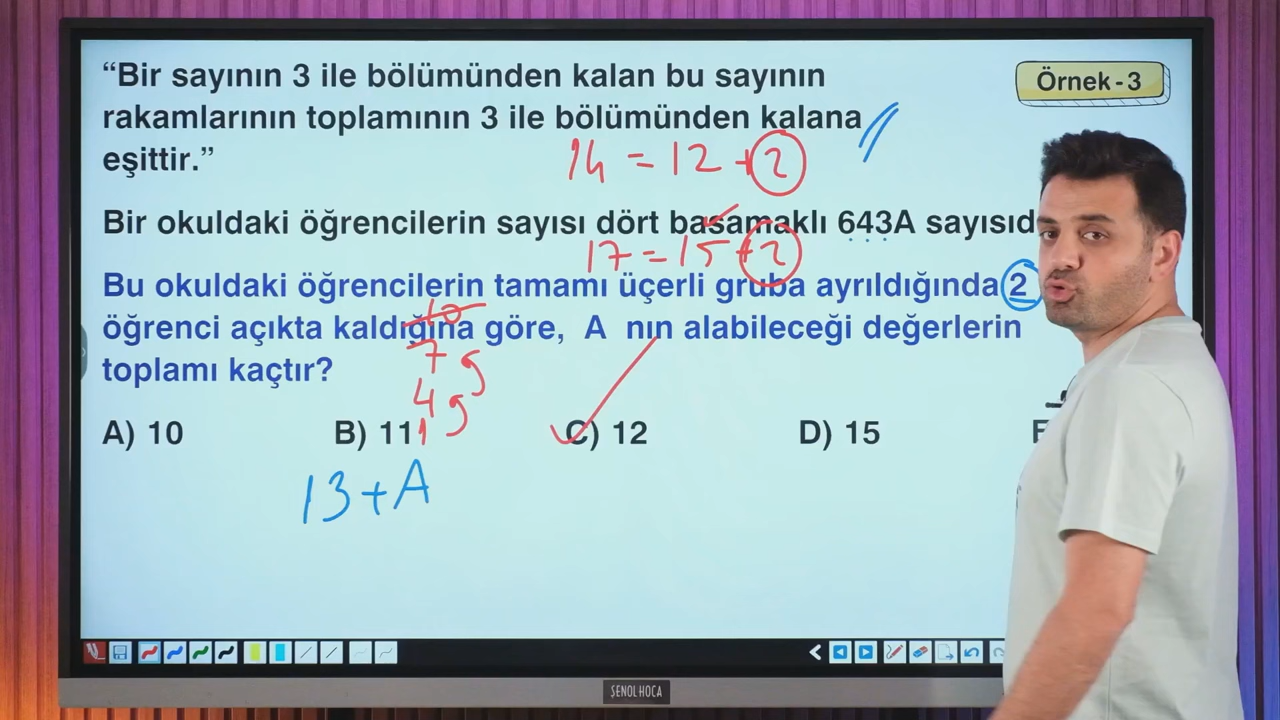 “Bir sayının 3 ile bölümünden kalan bu sayının
Örnek - 3
rakamlarının toplamının 3 ile bölümünden kalana
eşittir.”
14 = 12 + 2
Bir okuldaki öğrencilerin sayısı dört basamaklı 643A sayısıd
17 = 15 + 2
Bu okuldaki öğrencilerin tamamı üçerli gruba ayrıldığında 2
10
öğrenci açıkta kaldığına göre, A nın alabileceği değerlerin
7
toplamı kaçtır?
4
1
A) 10 B) 11 C) 12 D) 15
13 + A
ŞENOL HOCA